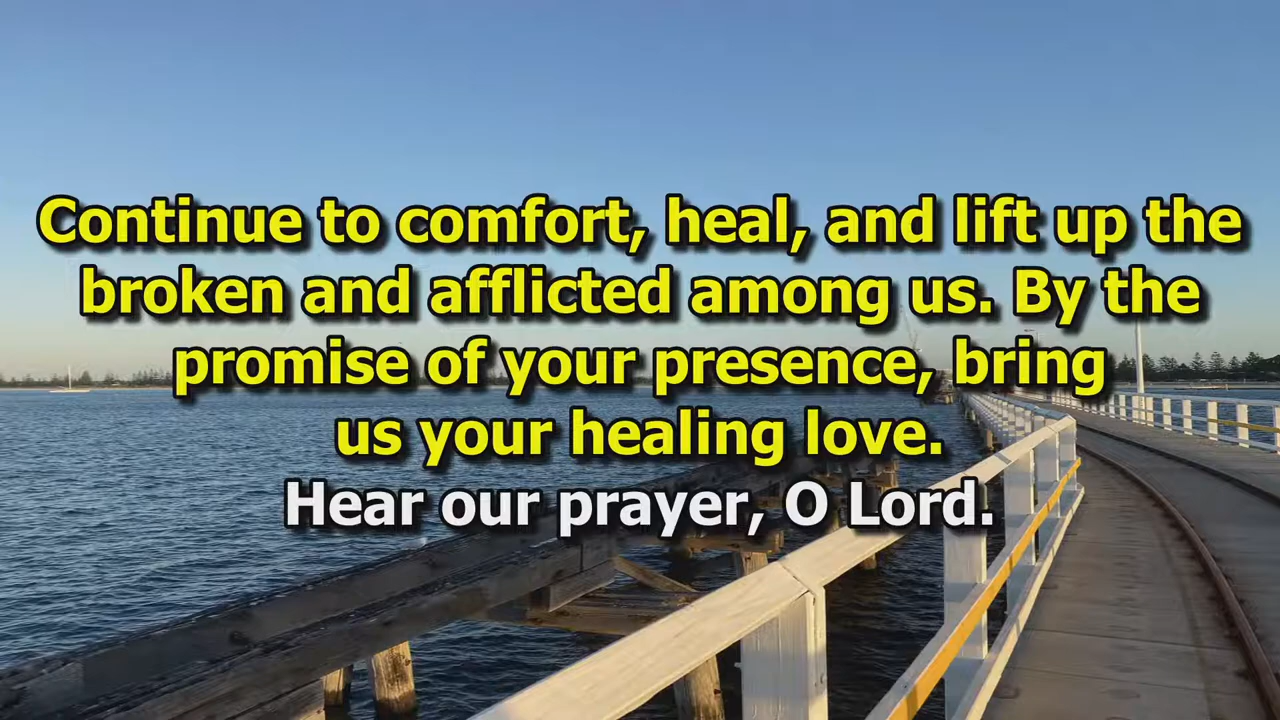 Continue to comfort, heal, and lift up the
broken and afflicted among us. By the
promise of your presence, bring
us your healing love.
Hear our prayer, O Lord.